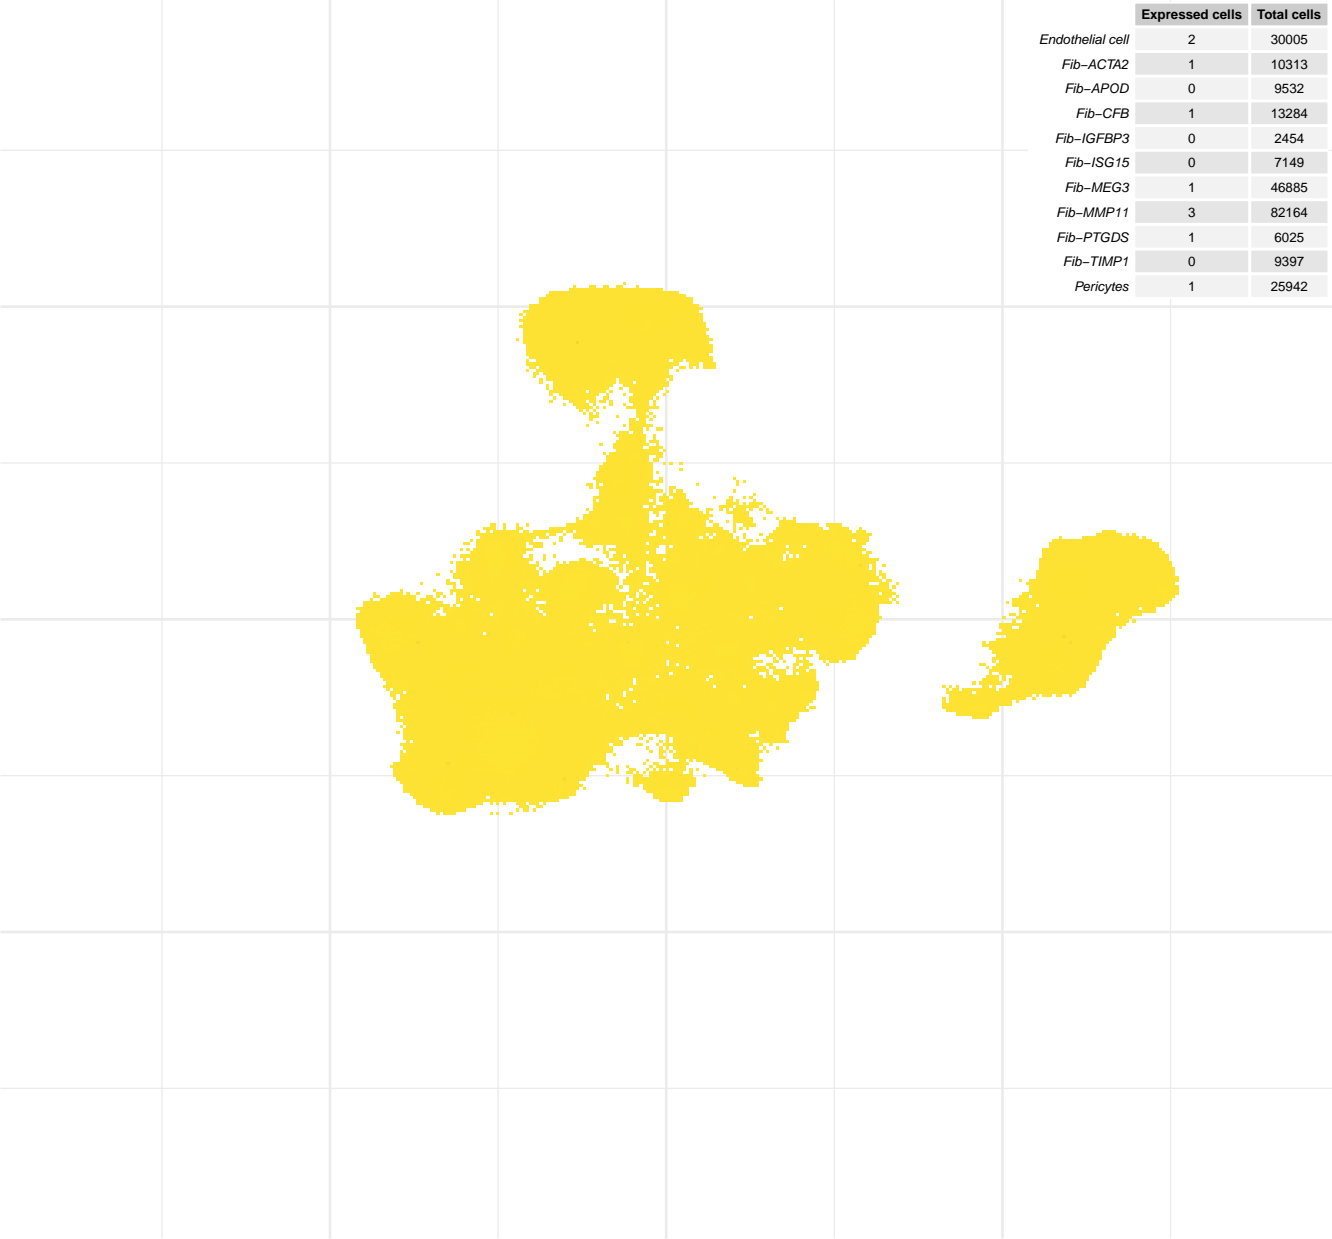 Expressed cells Total cells
Endothelial cell 2 30005
Fib−ACTA2 1 10313
Fib−APOD 0 9532
Fib−CFB 1 13284
Fib−IGFBP3 0 2454
Fib−ISG15 0 7149
Fib−MEG3 1 46885
Fib−MMP11 3 82164
Fib−PTGDS 1 6025
Fib−TIMP1 0 9397
Pericytes 1 25942